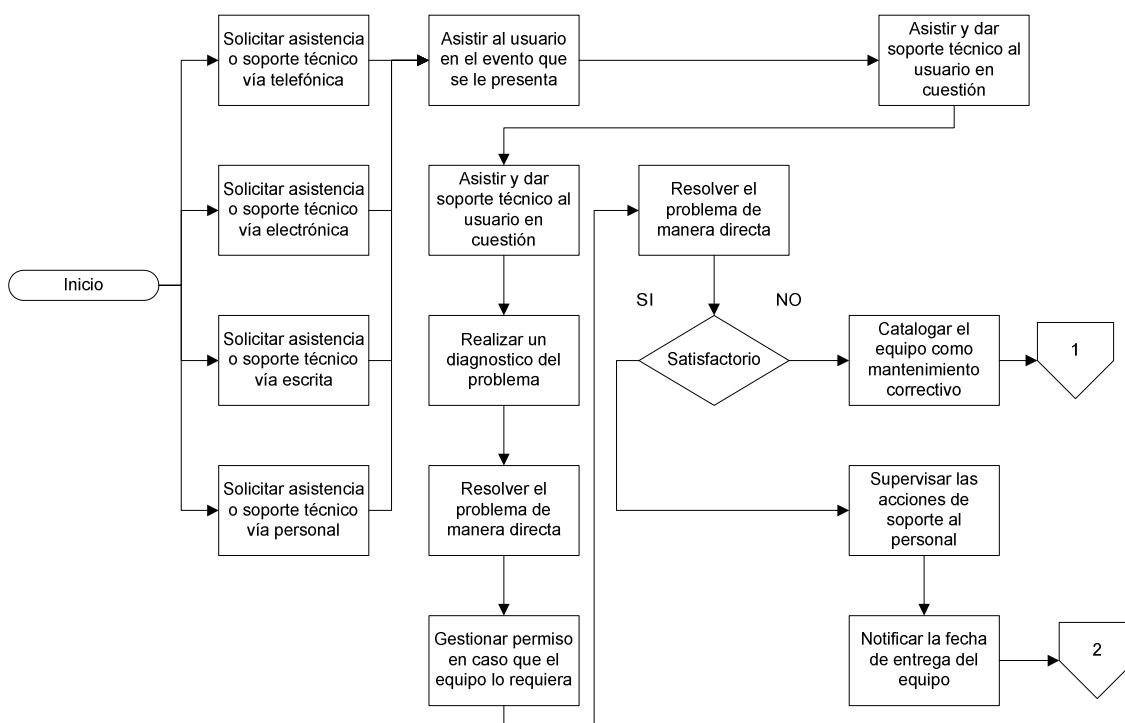 Solicitar asistencia
o soporte técnico
vía telefónica
Asistir al usuario
en el evento que
se le presenta
Asistir y dar
soporte técnico al
usuario en
cuestión
Solicitar asistencia
o soporte técnico
vía electrónica
Asistir y dar
soporte técnico al
usuario en
cuestión
Resolver el
problema de
manera directa
Inicio
SI
NO
Solicitar asistencia
o soporte técnico
vía escrita
Realizar un
diagnostico del
problema
Satisfactorio
Catalogar el
equipo como
mantenimiento
correctivo
1
Solicitar asistencia
o soporte técnico
vía personal
Resolver el
problema de
manera directa
Supervisar las
acciones de
soporte al
personal
Gestionar permiso
en caso que el
equipo lo requiera
Notificar la fecha
de entrega del
equipo
2